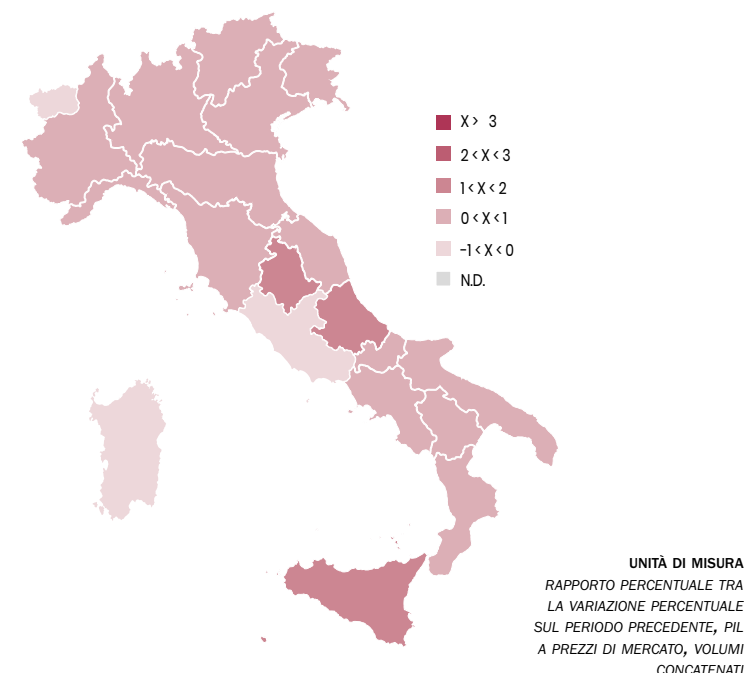 X > 3
2 < X < 3
1 < X < 2
0 < X < 1
-1 < X < 0
N.D.
UNITÀ DI MISURA
RAPPORTO PERCENTUALE TRA
LA VARIAZIONE PERCENTUALE
SUL PERIODO PRECEDENTE, PIL
A PREZZI DI MERCATO, VOLUMI
CONCATENATI